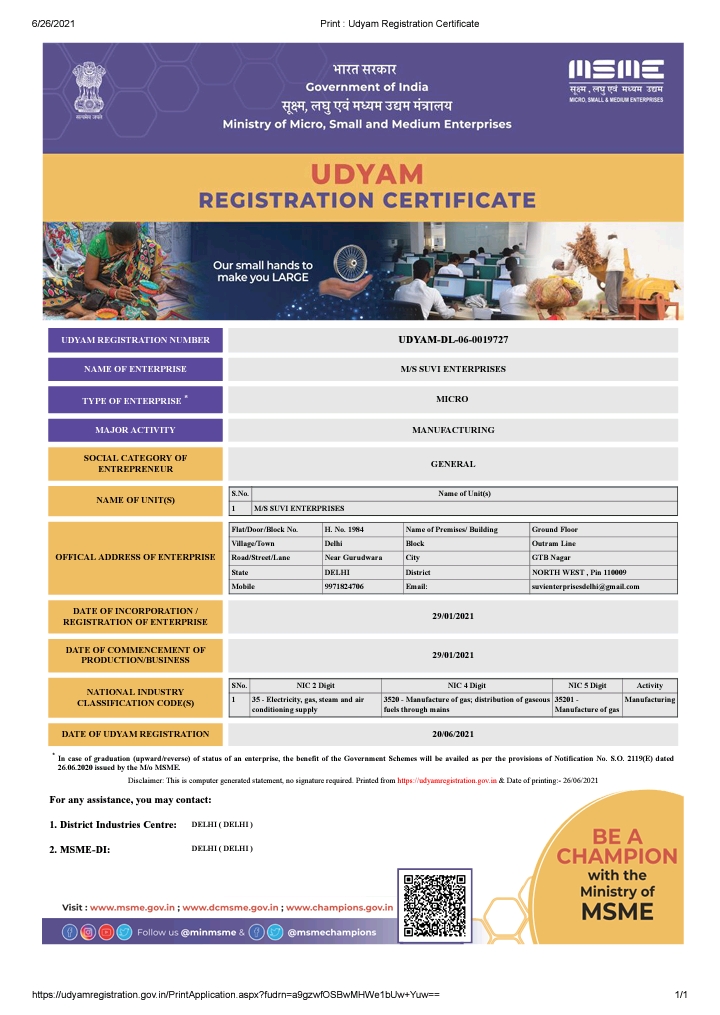 6/26/2021 Print : Udyam Registration Certificate
भारत सरकार
Government of India
सूक्ष्म, लघु एवं मध्यम उद्यम मंत्रालय
Ministry of Micro, Small and Medium Enterprises
सत्यमेव जयते
MSME
सूक्ष्म , लघु एवं मध्यम उद्यम
MICRO, SMALL & MEDIUM ENTERPRISES
UDYAM
REGISTRATION CERTIFICATE
Our small hands to
make you LARGE
UDYAM REGISTRATION NUMBER UDYAM-DL-06-0019727
NAME OF ENTERPRISE M/S SUVI ENTERPRISES
TYPE OF ENTERPRISE * MICRO
MAJOR ACTIVITY MANUFACTURING
SOCIAL CATEGORY OF
ENTREPRENEUR
GENERAL
NAME OF UNIT(S)
S.No. Name of Unit(s)
1 M/S SUVI ENTERPRISES
OFFICAL ADDRESS OF ENTERPRISE
Flat/Door/Block No. H. No. 1984 Name of Premises/ Building Ground Floor
Village/Town Delhi Block Outram Line
Road/Street/Lane Near Gurudwara City GTB Nagar
State DELHI District NORTH WEST , Pin 110009
Mobile 9971824706 Email: suvienterprisesdelhi@gmail.com
DATE OF INCORPORATION /
REGISTRATION OF ENTERPRISE
29/01/2021
DATE OF COMMENCEMENT OF
PRODUCTION/BUSINESS
29/01/2021
NATIONAL INDUSTRY
CLASSIFICATION CODE(S)
SNo. NIC 2 Digit NIC 4 Digit NIC 5 Digit Activity
1 35 - Electricity, gas, steam and air conditioning supply 3520 - Manufacture of gas; distribution of gaseous fuels through mains 35201 - Manufacture of gas Manufacturing
DATE OF UDYAM REGISTRATION 20/06/2021
* In case of graduation (upward/reverse) of status of an enterprise, the benefit of the Government Schemes will be availed as per the provisions of Notification No. S.O. 2119(E) dated
26.06.2020 issued by the M/o MSME.
Disclaimer: This is computer generated statement, no signature required. Printed from https://udyamregistration.gov.in & Date of printing:- 26/06/2021
For any assistance, you may contact:
1. District Industries Centre: DELHI ( DELHI )
2. MSME-DI: DELHI ( DELHI )
BE A
CHAMPION
with the
Ministry of
MSME
Visit : www.msme.gov.in ; www.dcmsme.gov.in ; www.champions.gov.in
Follow us @minmsme & @msmechampions
https://udyamregistration.gov.in/PrintApplication.aspx?fudrn=a9gzwfOSBwMHWe1bUw+Yuw== 1/1